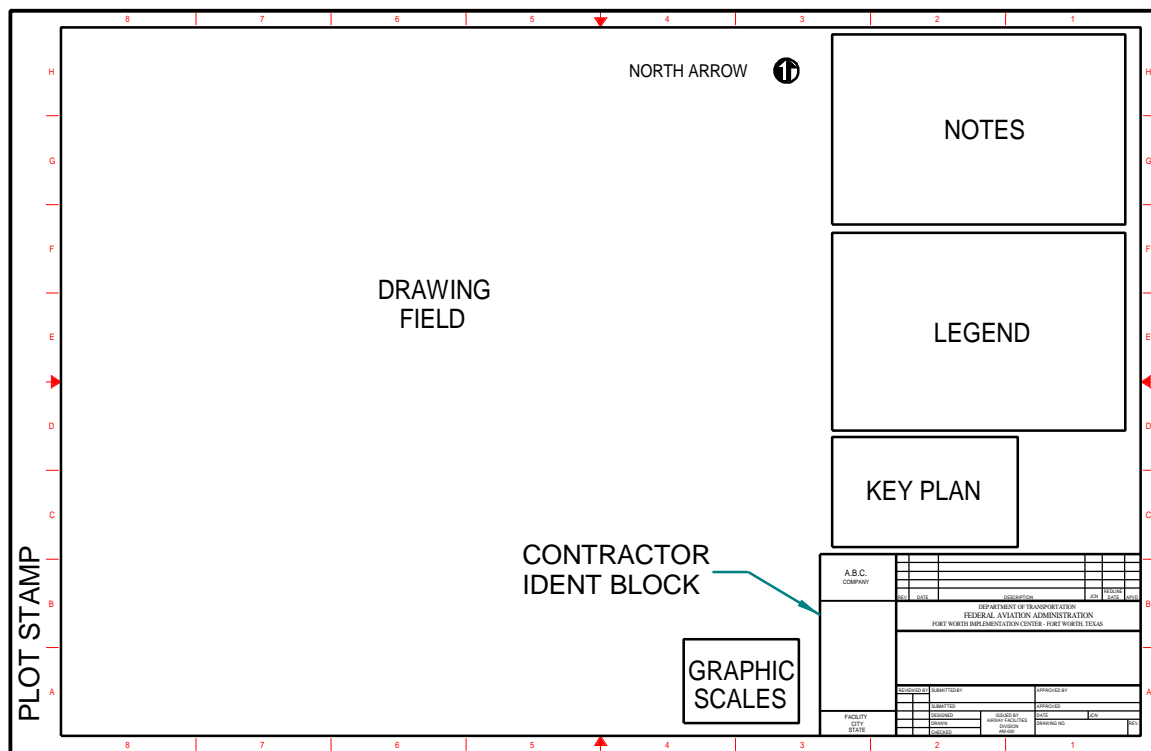 8 7 6 5 4 3 2 1
H H
NORTH ARROW
NOTES
G G
F F
DRAWING
FIELD
LEGEND
E E
D D
KEY PLAN
C C
CONTRACTOR
IDENT BLOCK
PLOT STAMP
A.B.C.
COMPANY
REV DATE DESCRIPTION JCN REDLINE DATE APVD
B B
DEPARTMENT OF TRANSPORTATION
FEDERAL AVIATION ADMINISTRATION
FORT WORTH IMPLEMENTATION CENTER - FORT WORTH, TEXAS
GRAPHIC
SCALES
A A
REVIEWED BY SUBMITTED BY APPROVED BY
SUBMITTED APPROVED
FACILITY
CITY
STATE
DESIGNED
DRAWN
CHECKED
ISSUED BY
AIRWAY FACILITIES
DIVISION
DATE JCN
DRAWING NO. REV.
8 7 6 5 4 3 2 1